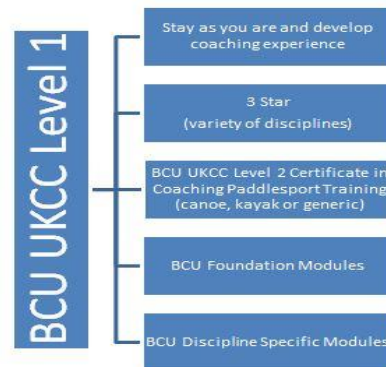 BCU UKCC Level 1
Stay as you are and develop
coaching experience
3 Star
(variety of disciplines)
BCU UKCC Level 2 Certificate in
Coaching Paddlesport Training
(canoe, kayak or generic)
BCU Foundation Modules
BCU Discipline Specific Modules